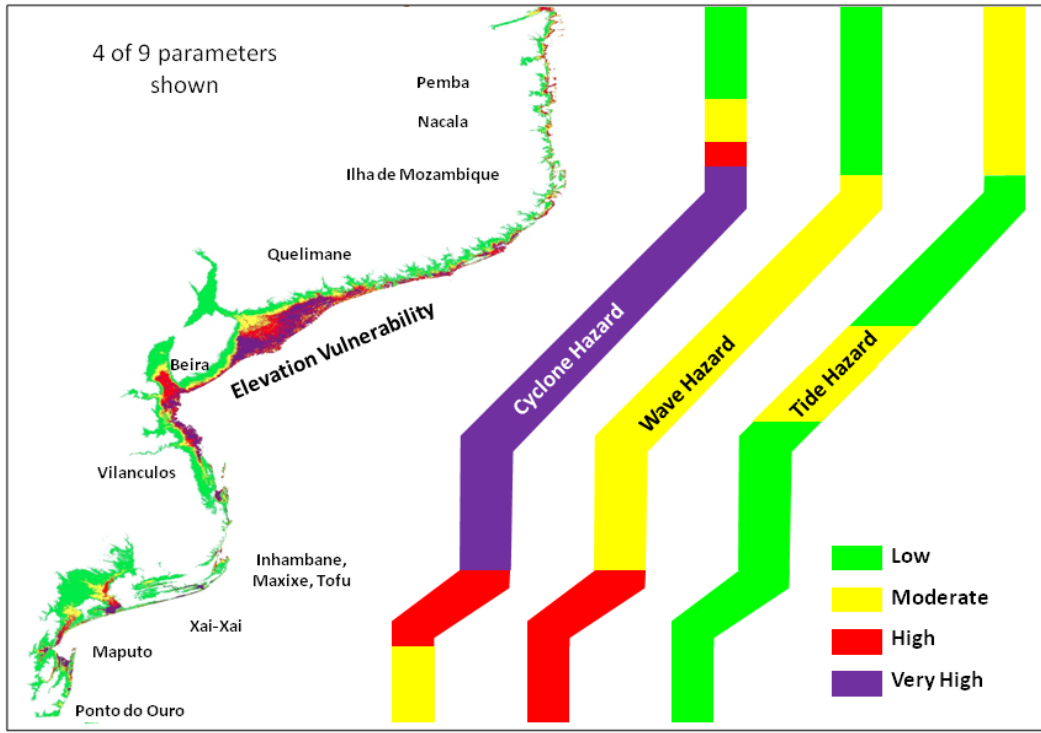 4 of 9 parameters
shown
Pemba
Nacala
Ilha de Mozambique
Quelimane
Elevation Vulnerability
Beira
Vilanculos
Inhambane,
Maxixe, Tofu
Xai-Xai
Maputo
Ponto do Ouro
Cyclone Hazard
Wave Hazard
Tide Hazard
Low
Moderate
High
Very High